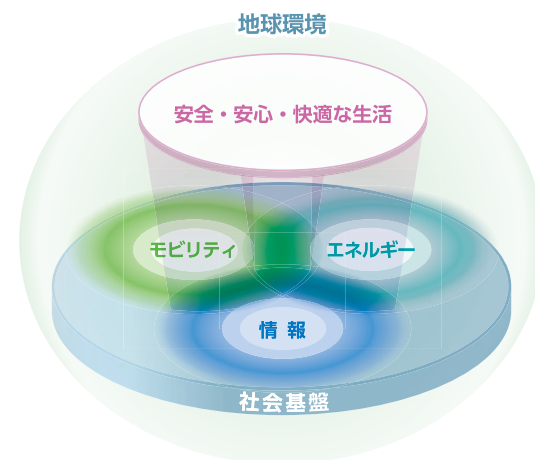 地球環境
安全・安心・快適な生活
モビリティ
エネルギー
情報
社会基盤